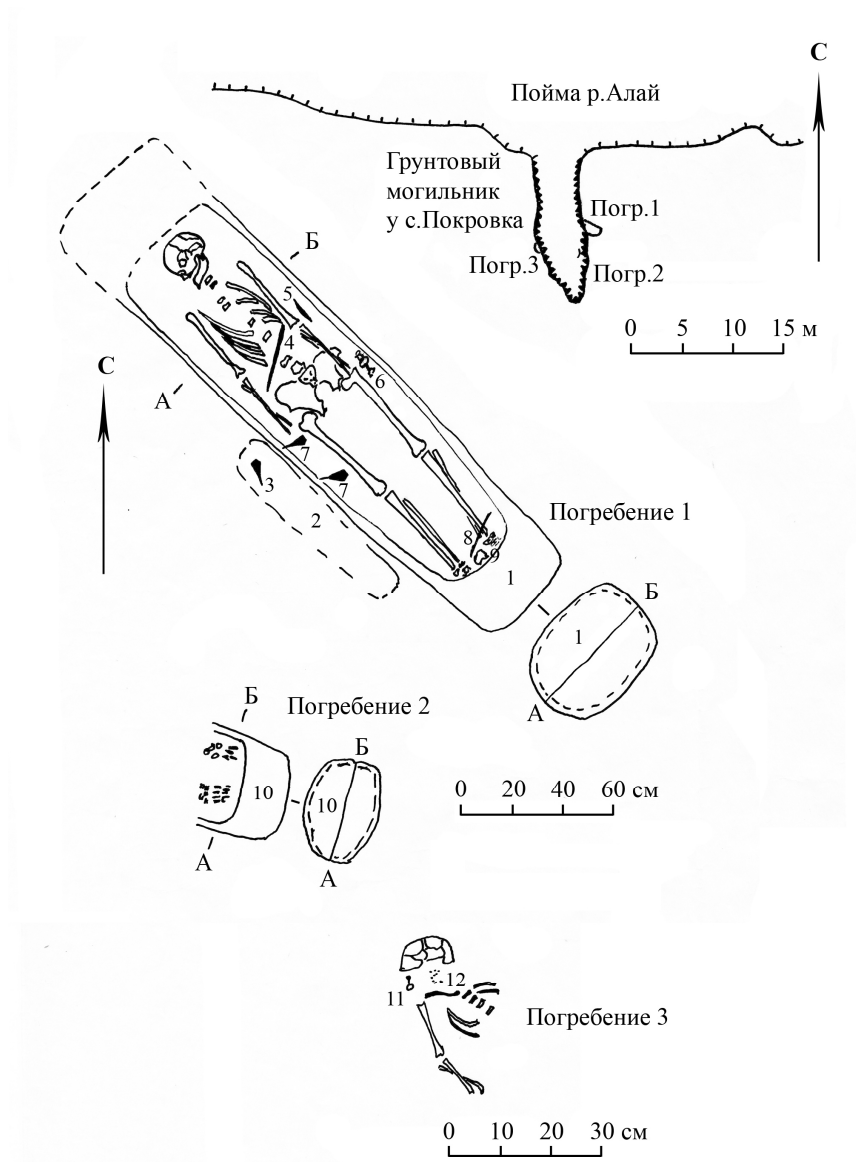 С
Пойма р.Алай
Грунтовый
могильник
у с.Покровка
Погр.1
Погр.3
Погр.2
0 5 10 15 м
С
Б
5
4
6
А
7
7
3
2
8
9
1
Погребение 1
Б
1
А
Погребение 2
Б
10
А
Б
10
А
0 20 40 60 см
12
11
Погребение 3
0 10 20 30 см